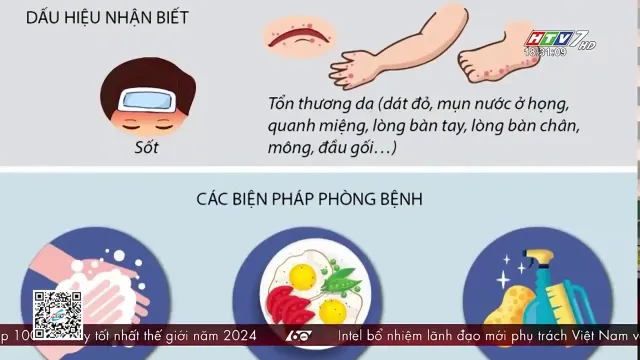 DẤU HIỆU NHẬN BIẾT
HTV7 HD
18:31:09
Sốt
Tổn thương da (dát đỏ, mụn nước ở họng,
quanh miệng, lòng bàn tay, lòng bàn chân,
mông, đầu gối…)
CÁC BIỆN PHÁP PHÒNG BỆNH
tốt nhất thế giới năm 2024 60 Intel bổ nhiệm lãnh đạo mới phụ trách Việt Nam